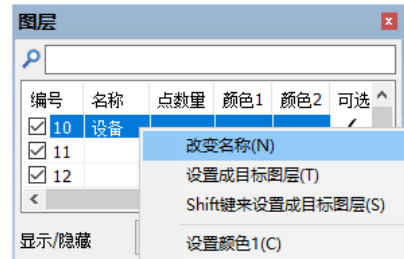 图层
编号 名称 点数量 颜色1 颜色2 可选
10 设备
11
12
改变名称(N)
设置成目标图层(T)
Shift键来设置成目标图层(S)
设置颜色1(C)
显示/隐藏